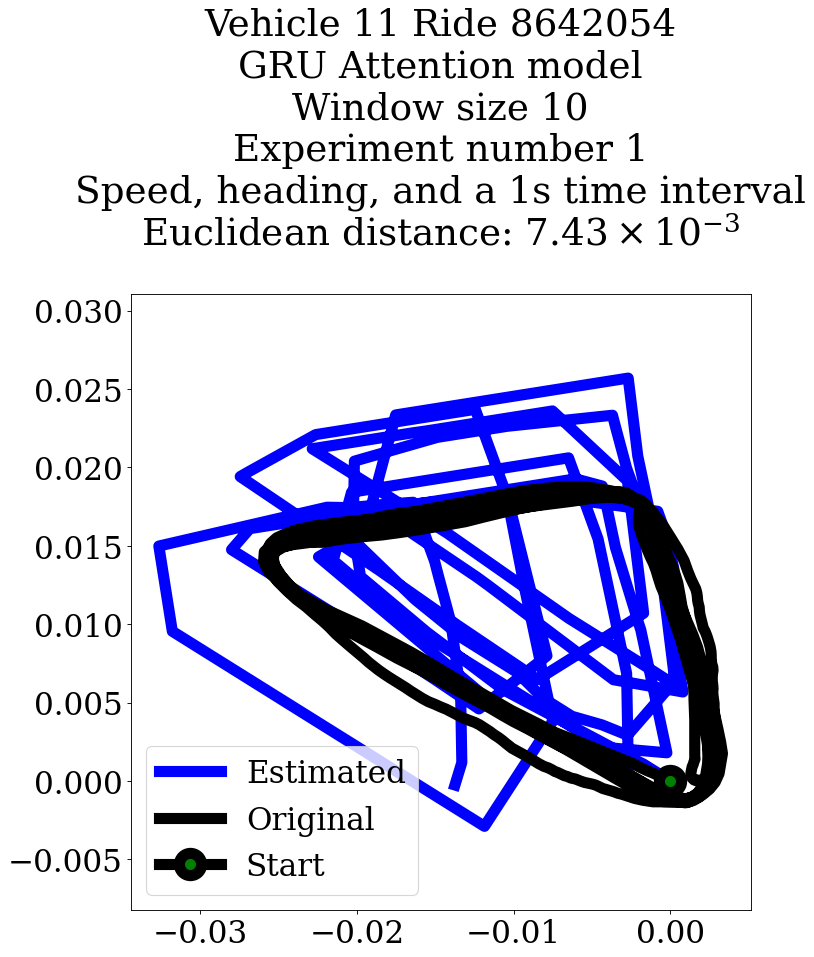 Vehicle 11 Ride 8642054
GRU Attention model
Window size 10
Experiment number 1
Speed, heading, and a 1s time interval
Euclidean distance: 7.43 × 10⁻³
0.030
0.025
0.020
0.015
0.010
0.005
0.000
−0.005
Estimated
Original
Start
−0.03
−0.02
−0.01
0.00